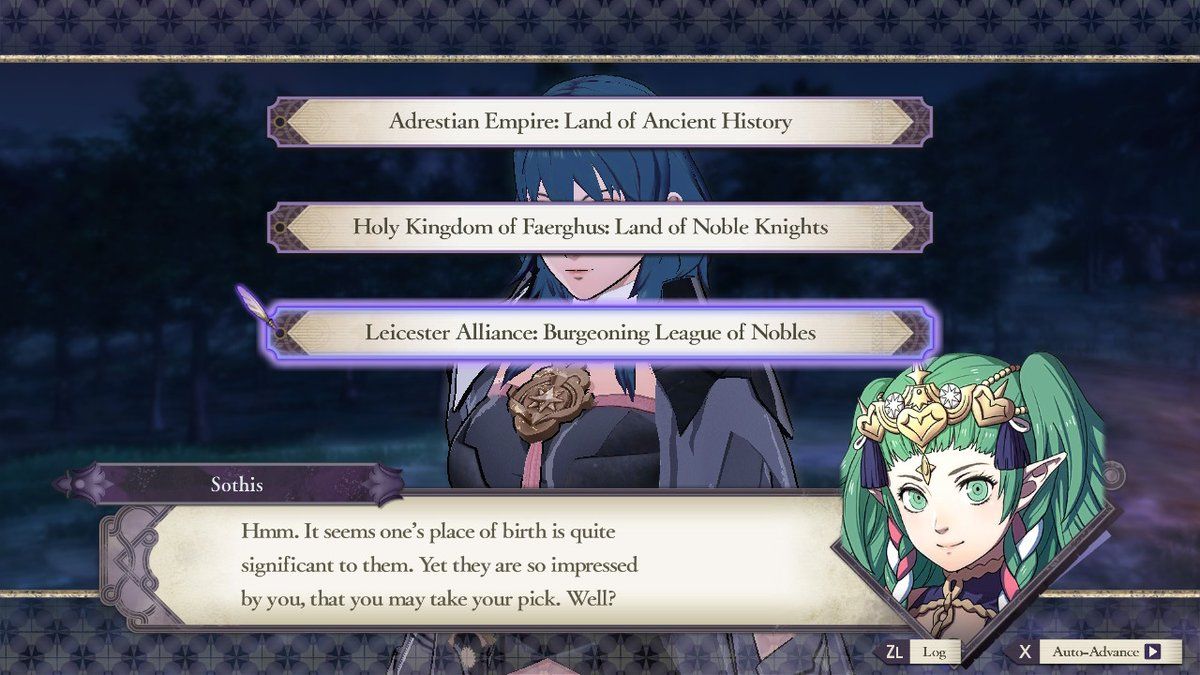 Adrestian Empire: Land of Ancient History
Holy Kingdom of Faerghus: Land of Noble Knights
Leicester Alliance: Burgeoning League of Nobles
Sothis
Hmm. It seems one's place of birth is quite
significant to them. Yet they are so impressed
by you, that you may take your pick. Well?
ZL Log X Auto-Advance